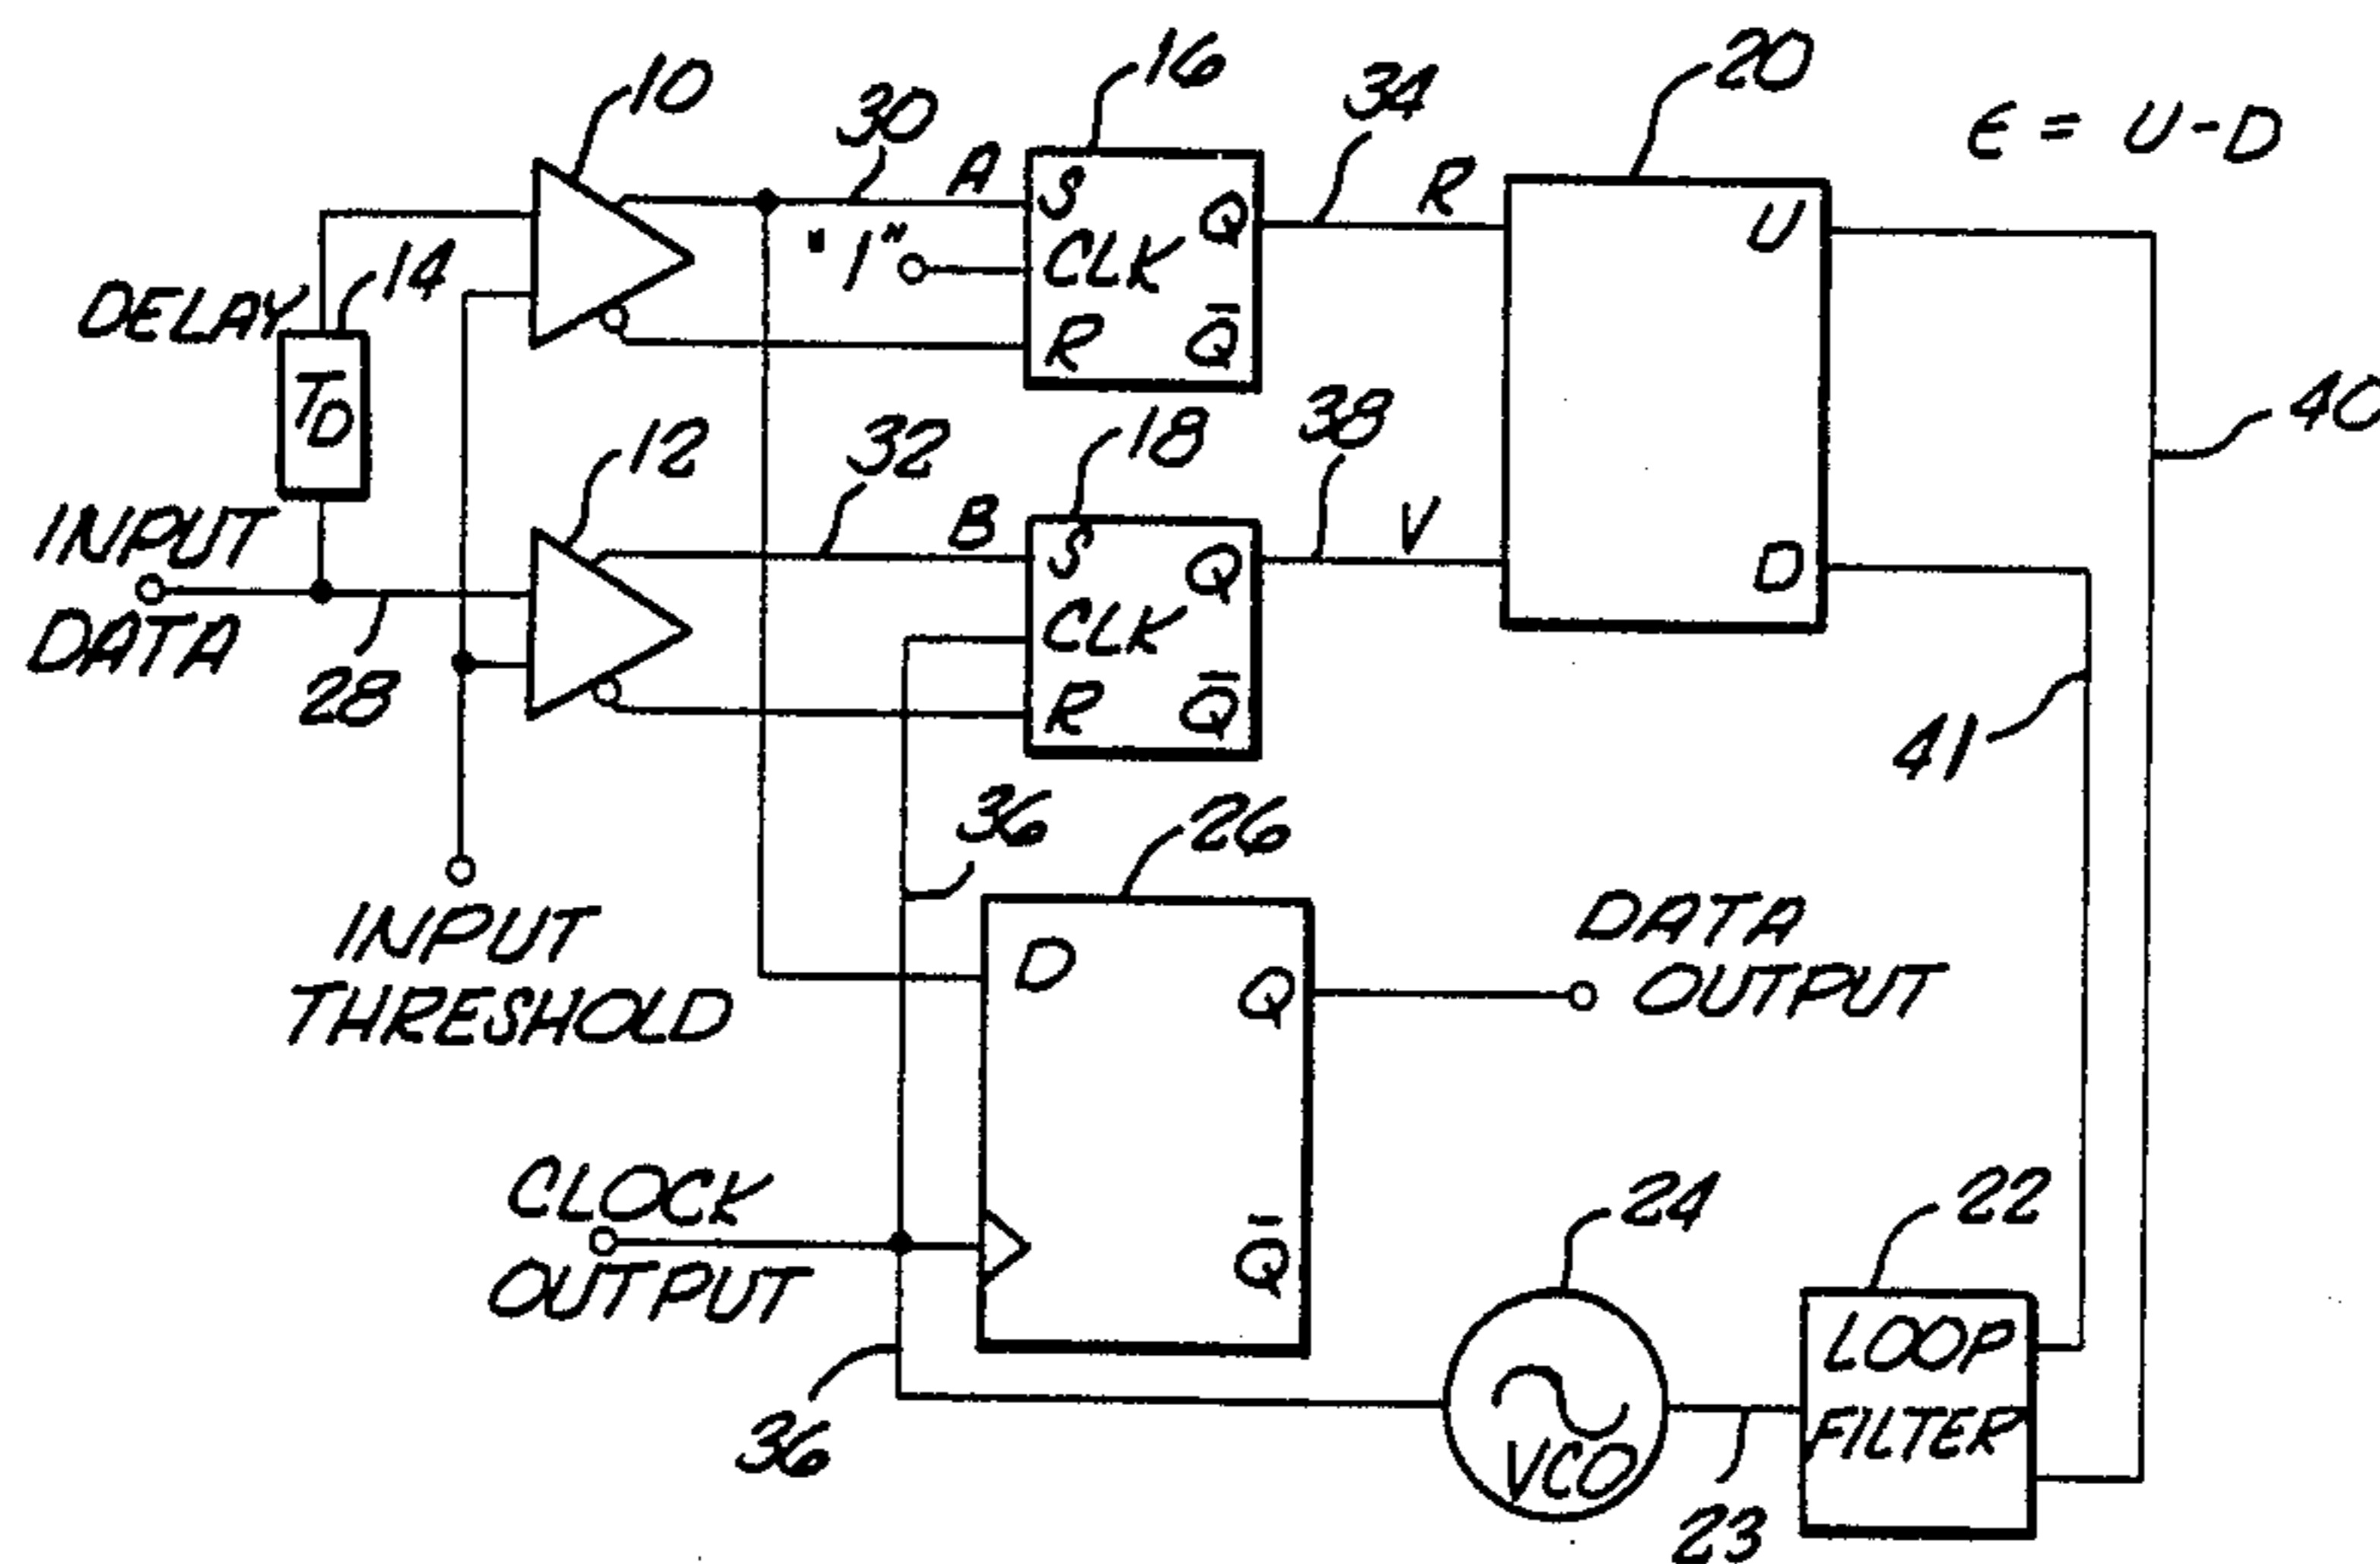 10
30
A
16
34
R
20
ϵ = U-D
S
CLK
R
Q
Q̅
"1"
U
D
DELAY
14
T_D
12
32
B
18
38
V
40
S
CLK
R
Q
Q̅
INPUT
DATA
28
41
36
26
INPUT
THRESHOLD
D
Q
Q̅
DATA
OUTPUT
CLOCK
OUTPUT
36
24
VCO
22
LOOP
FILTER
23